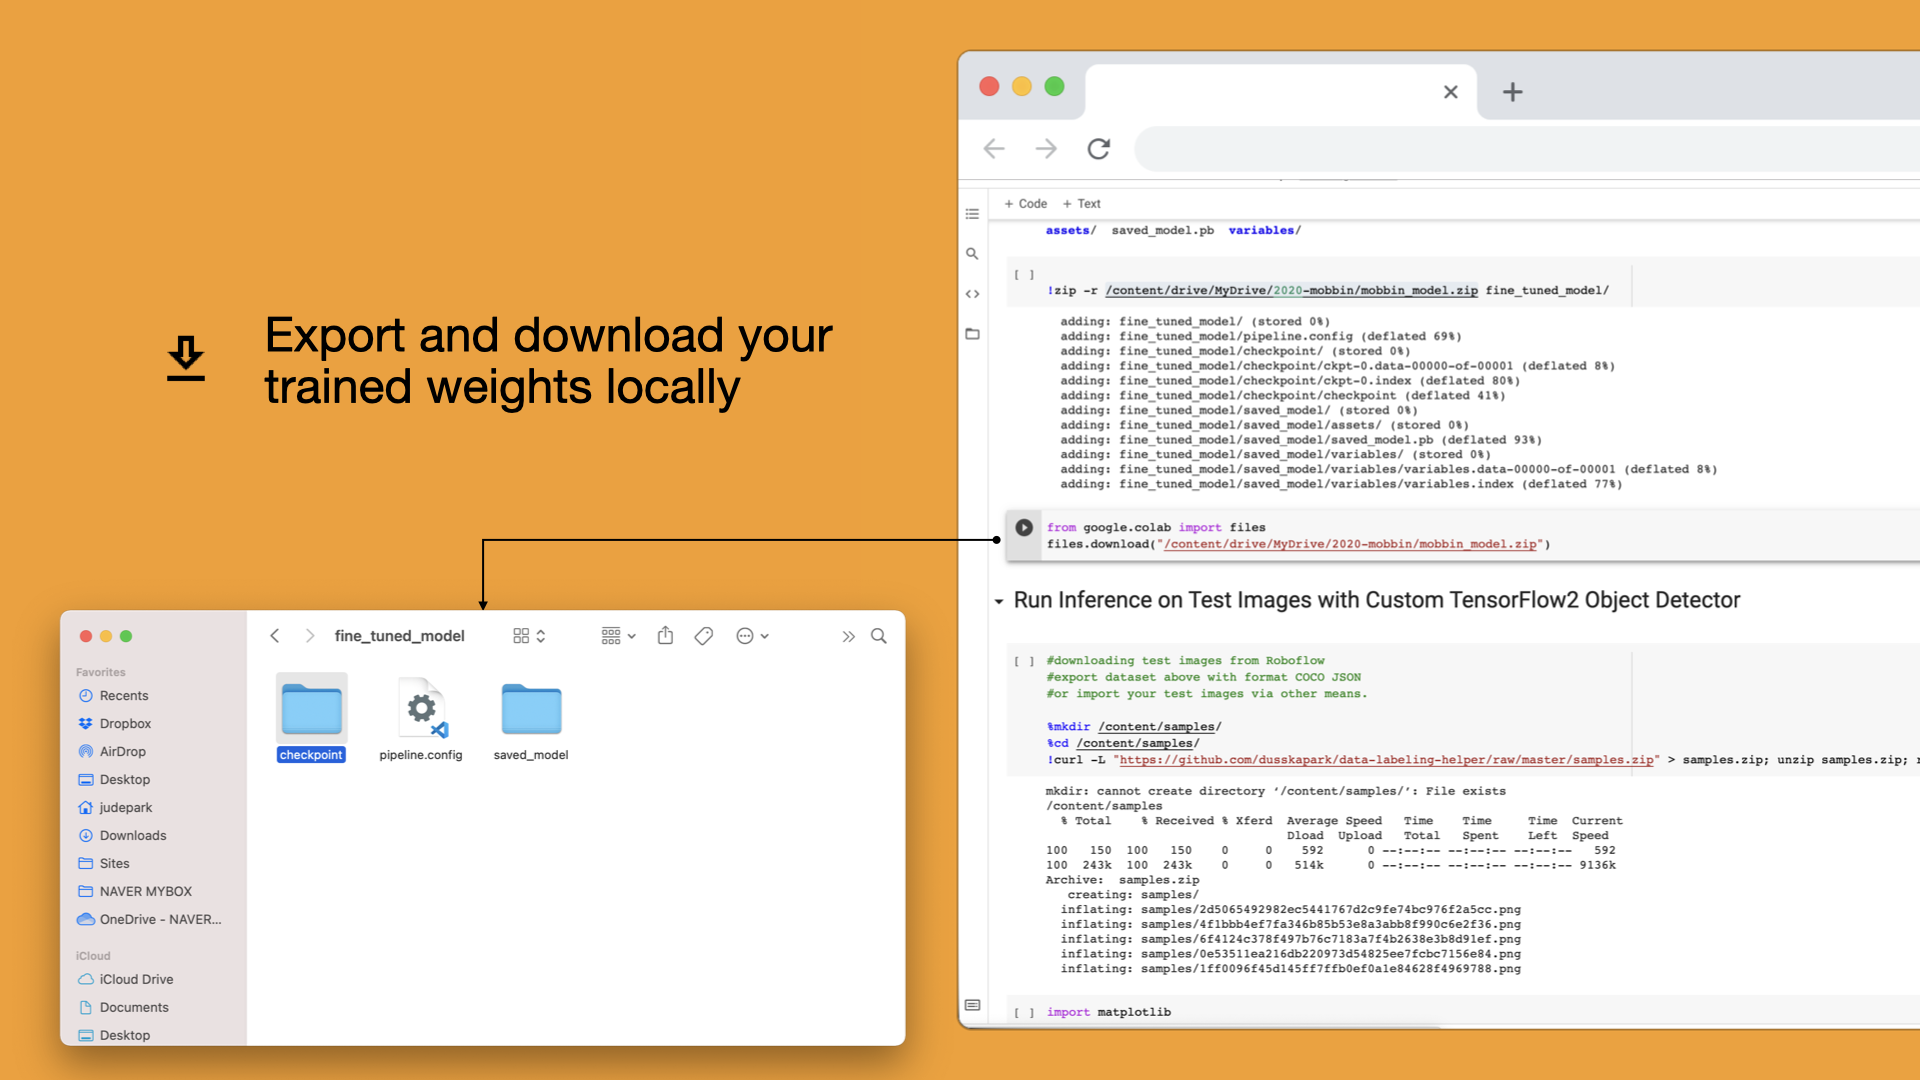 Export and download your
trained weights locally
fine_tuned_model
Favorites
Recents
Dropbox
AirDrop
Desktop
judepark
Downloads
Sites
NAVER MYBOX
OneDrive - NAVER...
iCloud
iCloud Drive
Documents
Desktop
checkpoint
pipeline.config
saved_model
+ Code + Text
assets/ saved_model.pb variables/
[ ]
!zip -r /content/drive/MyDrive/2020-mobbin/mobbin_model.zip fine_tuned_model/
adding: fine_tuned_model/ (stored 0%)
adding: fine_tuned_model/pipeline.config (deflated 69%)
adding: fine_tuned_model/checkpoint/ (stored 0%)
adding: fine_tuned_model/checkpoint/ckpt-0.data-00000-of-00001 (deflated 8%)
adding: fine_tuned_model/checkpoint/ckpt-0.index (deflated 80%)
adding: fine_tuned_model/checkpoint/checkpoint (deflated 41%)
adding: fine_tuned_model/saved_model/ (stored 0%)
adding: fine_tuned_model/saved_model/assets/ (stored 0%)
adding: fine_tuned_model/saved_model/saved_model.pb (deflated 93%)
adding: fine_tuned_model/saved_model/variables/ (stored 0%)
adding: fine_tuned_model/saved_model/variables/variables.data-00000-of-00001 (deflated 8%)
adding: fine_tuned_model/saved_model/variables/variables.index (deflated 77%)
from google.colab import files
files.download("/content/drive/MyDrive/2020-mobbin/mobbin_model.zip")
Run Inference on Test Images with Custom TensorFlow2 Object Detector
[ ] #downloading test images from Roboflow
#export dataset above with format COCO JSON
#or import your test images via other means.
%mkdir /content/samples/
%cd /content/samples/
!curl -L "https://github.com/dusskapark/data-labeling-helper/raw/master/samples.zip" > samples.zip; unzip samples.zip;
mkdir: cannot create directory ‘/content/samples/’: File exists
/content/samples
% Total % Received % Xferd Average Speed Time Time Time Current
Dload Upload Total Spent Left Speed
100 150 100 150 0 0 592 0 --:--:-- --:--:-- --:--:-- 592
100 243k 100 243k 0 0 514k 0 --:--:-- --:--:-- --:--:-- 9136k
Archive: samples.zip
creating: samples/
inflating: samples/2d5065492982ec5441767d2c9fe74bc976f2a5cc.png
inflating: samples/4f1bbb4ef7fa346b85b53e8a3abb8f990c6e2f36.png
inflating: samples/6f4124c378f497b76c7183a7f4b2638e3b8d91ef.png
inflating: samples/0e53511ea216db220973d54825ee7fcbc7156e84.png
inflating: samples/1ff0096f45d145ff7ffb0ef0a1e84628f4969788.png
[ ] import matplotlib